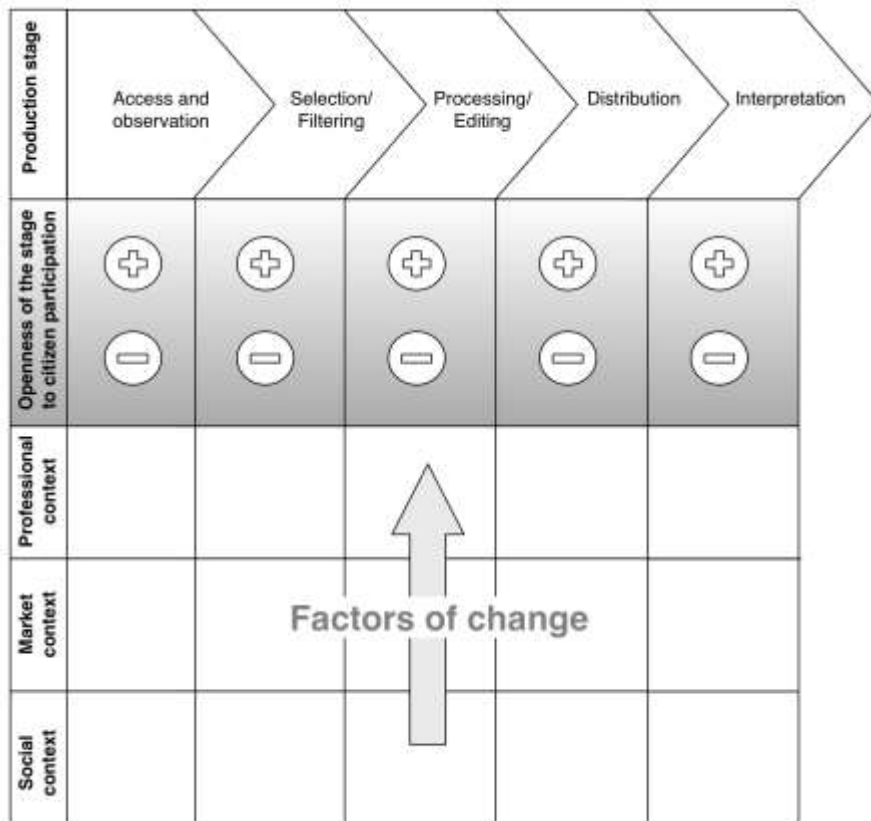 Production stage
Access and
observation
Selection/
Filtering
Processing/
Editing
Distribution
Interpretation
Openness of the stage
to citizen participation
Professional
context
Market
context
Social
context
Factors of change